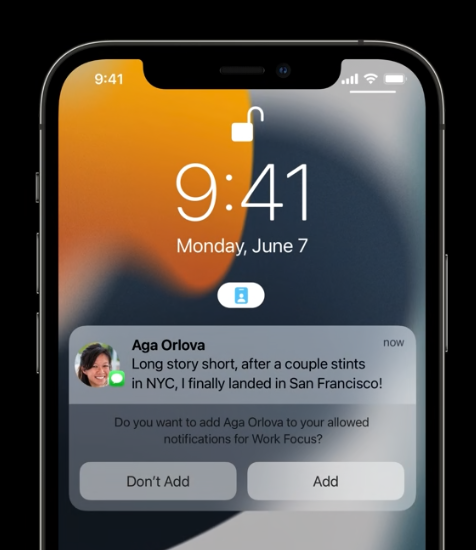 9:41
9:41
Monday, June 7
Aga Orlova
now
Long story short, after a couple stints
in NYC, I finally landed in San Francisco!
Do you want to add Aga Orlova to your allowed
notifications for Work Focus?
Don't Add
Add